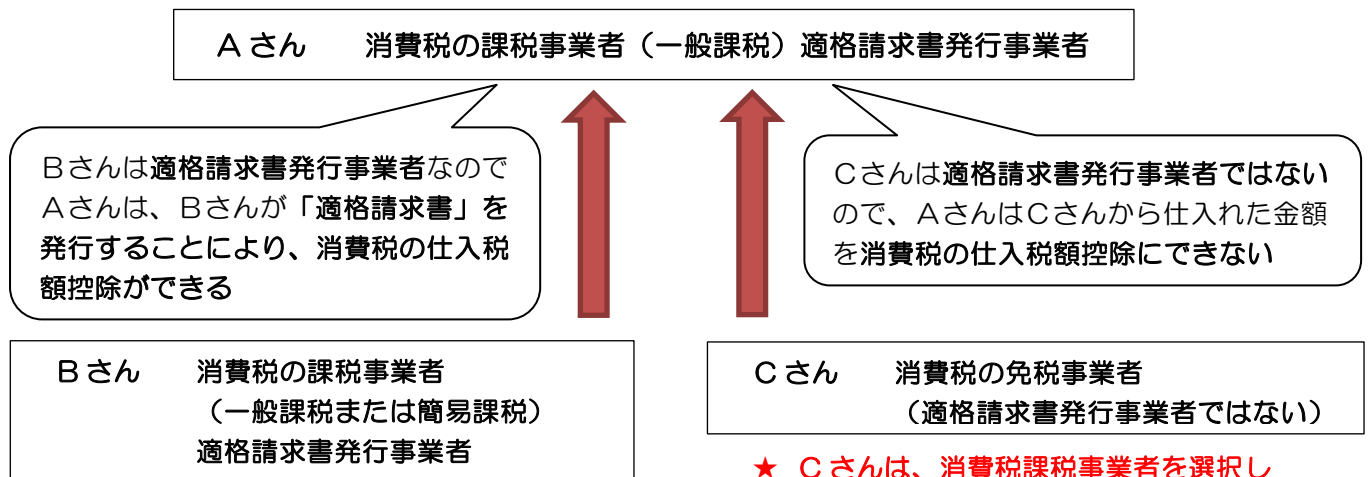 Aさん　消費税の課税事業者（一般課税）適格請求書発行事業者
Bさんは適格請求書発行事業者なので
Aさんは、Bさんが「適格請求書」を
発行することにより、消費税の仕入税
額控除ができる
Cさんは適格請求書発行事業者ではない
ので、AさんはCさんから仕入れた金額
を消費税の仕入税額控除にできない
Bさん　消費税の課税事業者
（一般課税または簡易課税）
適格請求書発行事業者
Cさん　消費税の免税事業者
（適格請求書発行事業者ではない）
★ Cさんは、消費税課税事業者を選択し